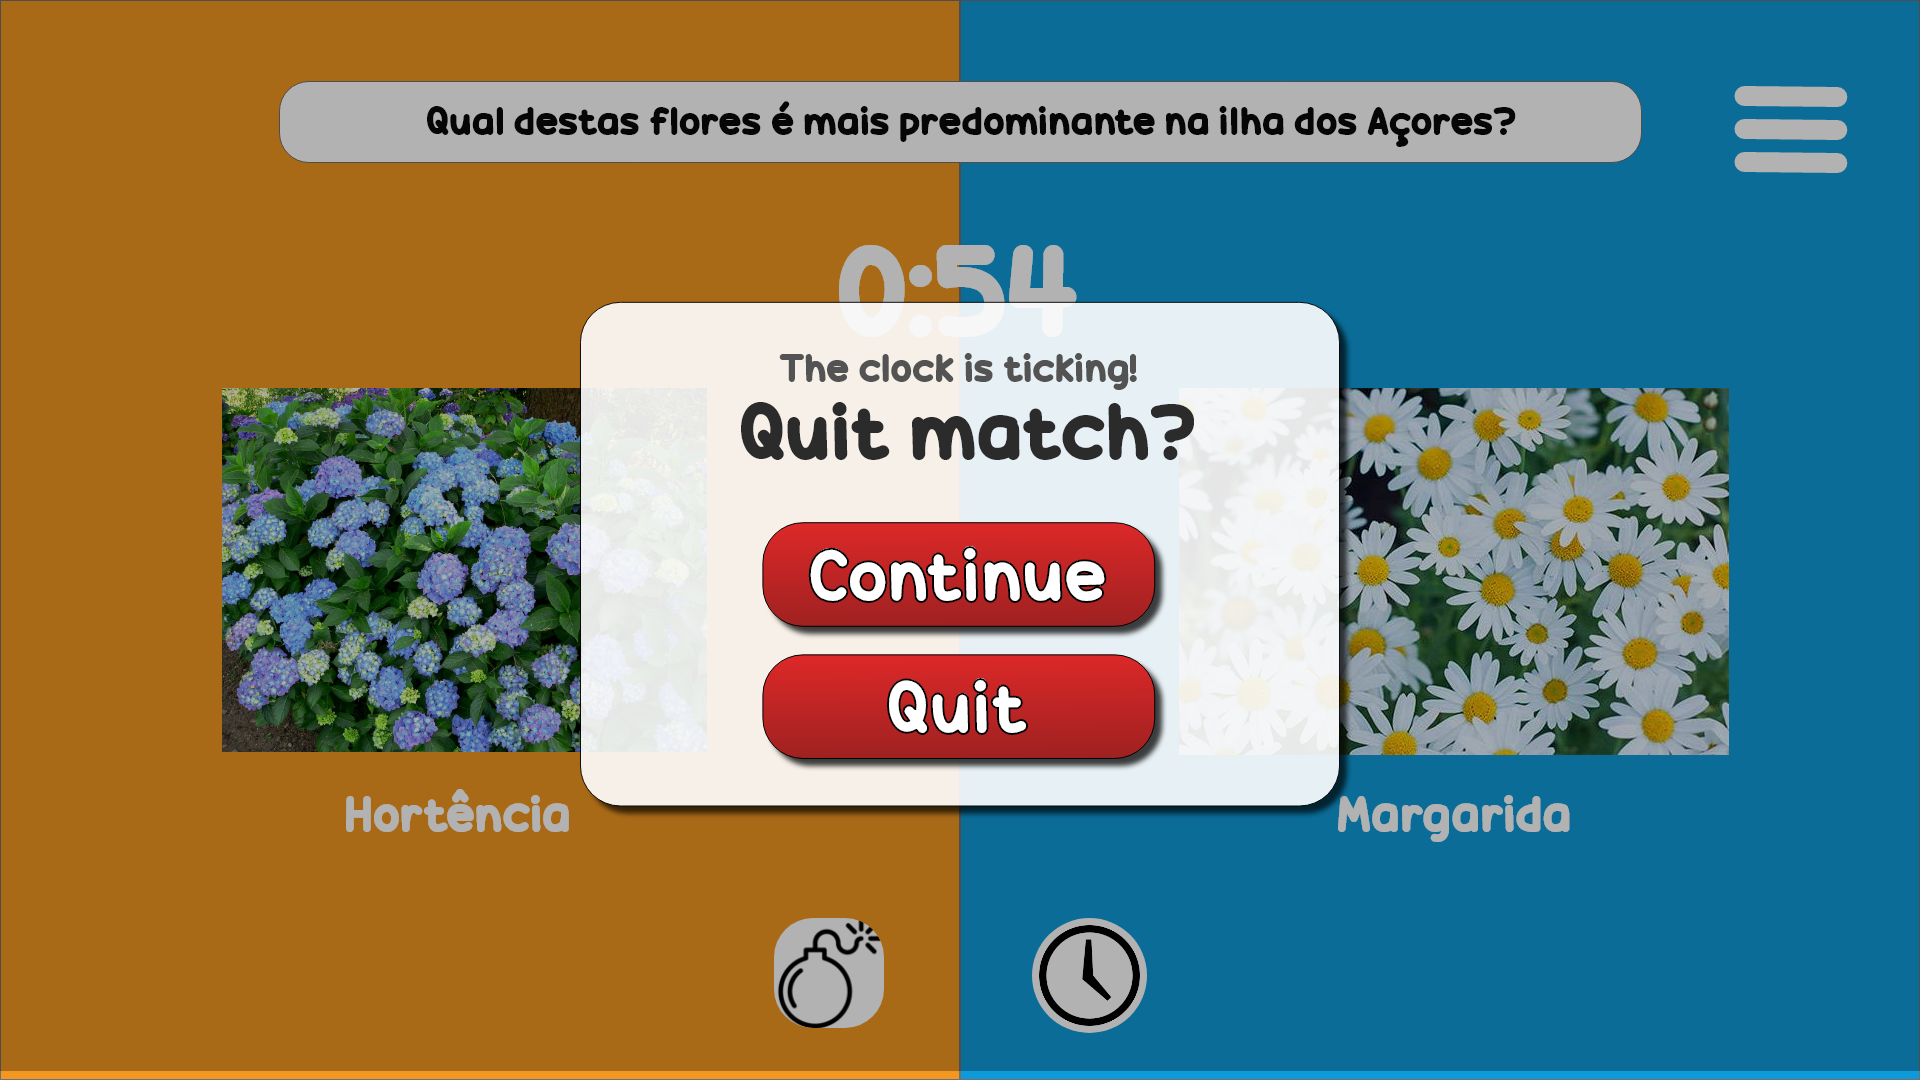 Qual destas flores é mais predominante na ilha dos Açores?
0:54
The clock is ticking!
Quit match?
Continue
Quit
Hortência
Margarida